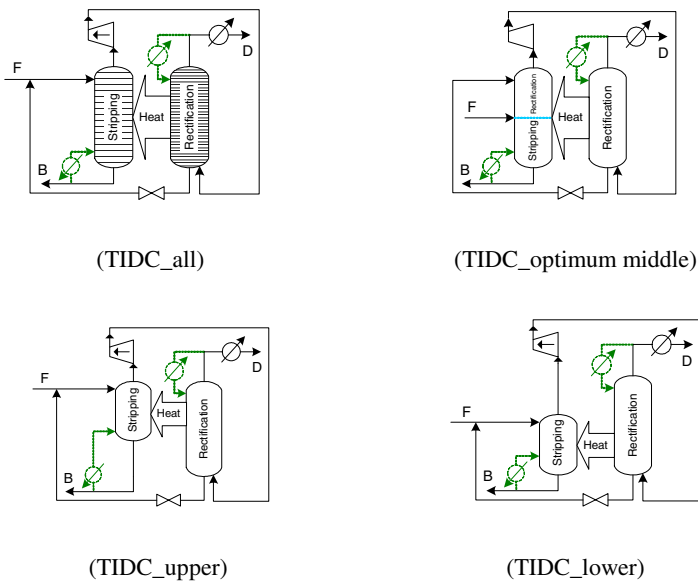 D
F
Stripping
Heat
Rectification
B
(TIDC_all)
D
F
Stripping
Rectification
Heat
Rectification
B
(TIDC_optimum middle)
D
F
Stripping
Heat
Rectification
B
(TIDC_upper)
D
F
Stripping
Heat
Rectification
B
(TIDC_lower)